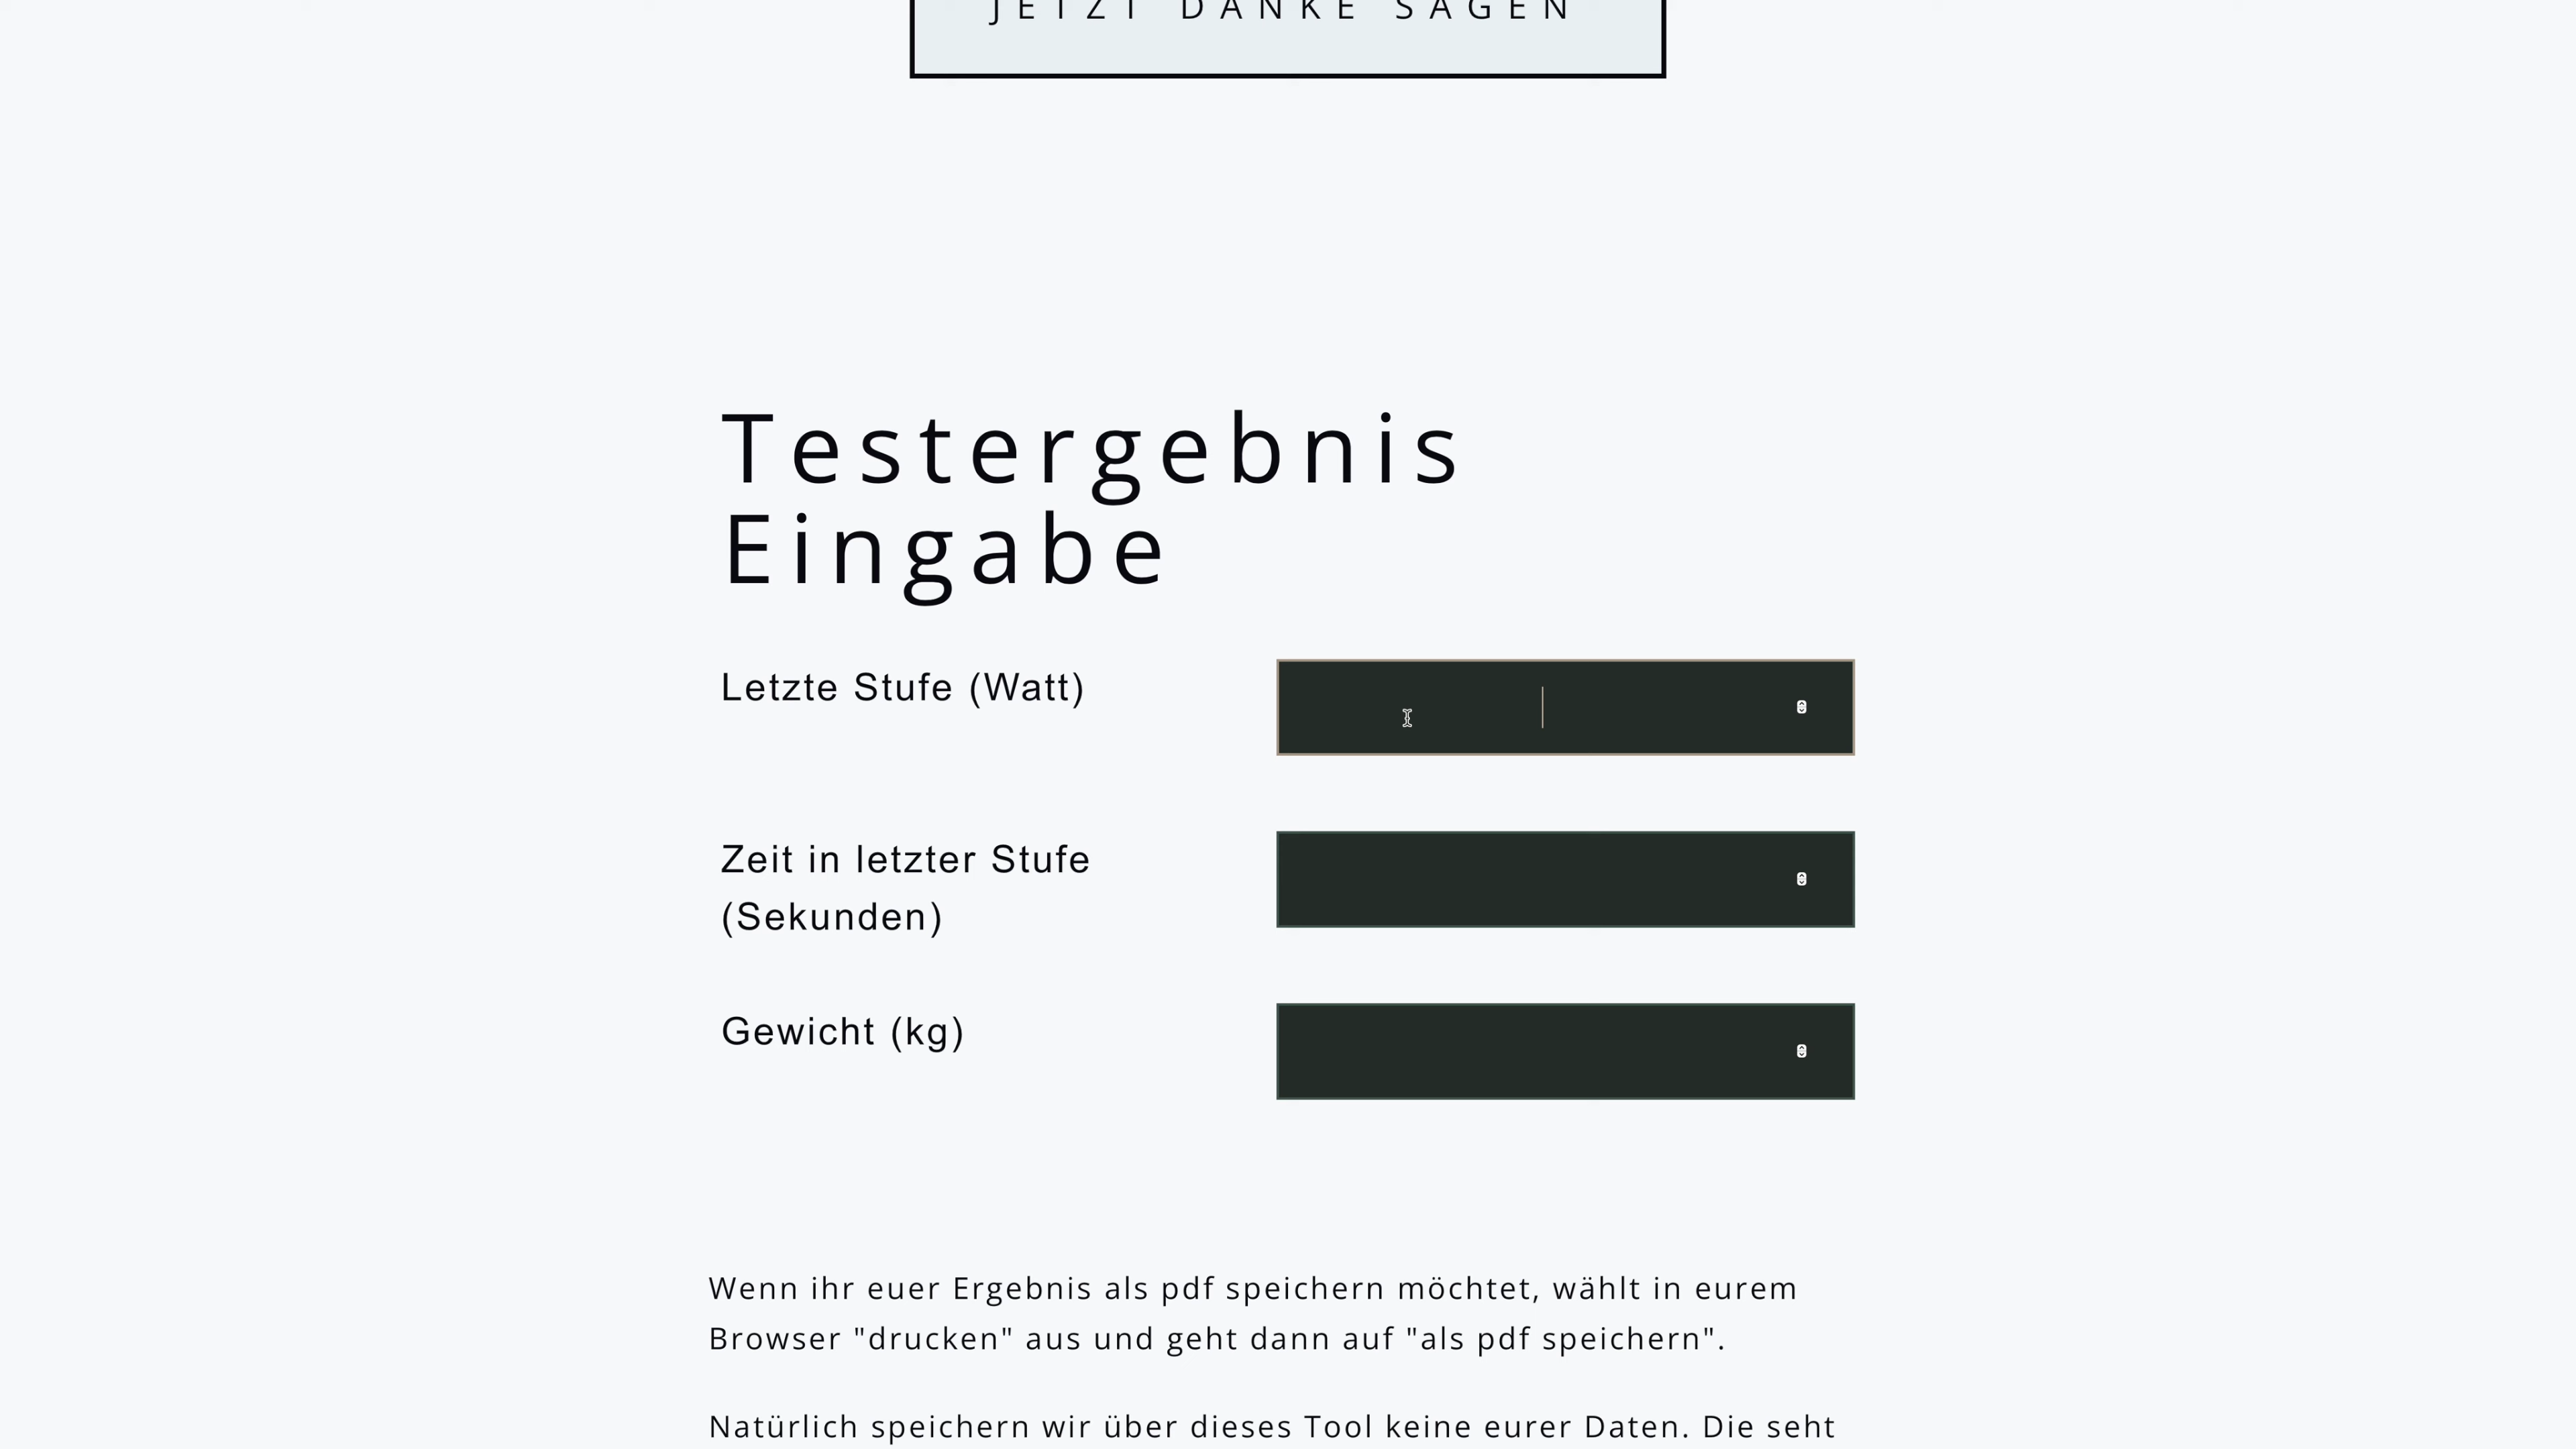 JETZT DANKE SAGEN
Testergebnis
Eingabe
Letzte Stufe (Watt)
Zeit in letzter Stufe
(Sekunden)
Gewicht (kg)
Wenn ihr euer Ergebnis als pdf speichern möchtet, wählt in eurem
Browser "drucken" aus und geht dann auf "als pdf speichern".
Natürlich speichern wir über dieses Tool keine eurer Daten. Die seht